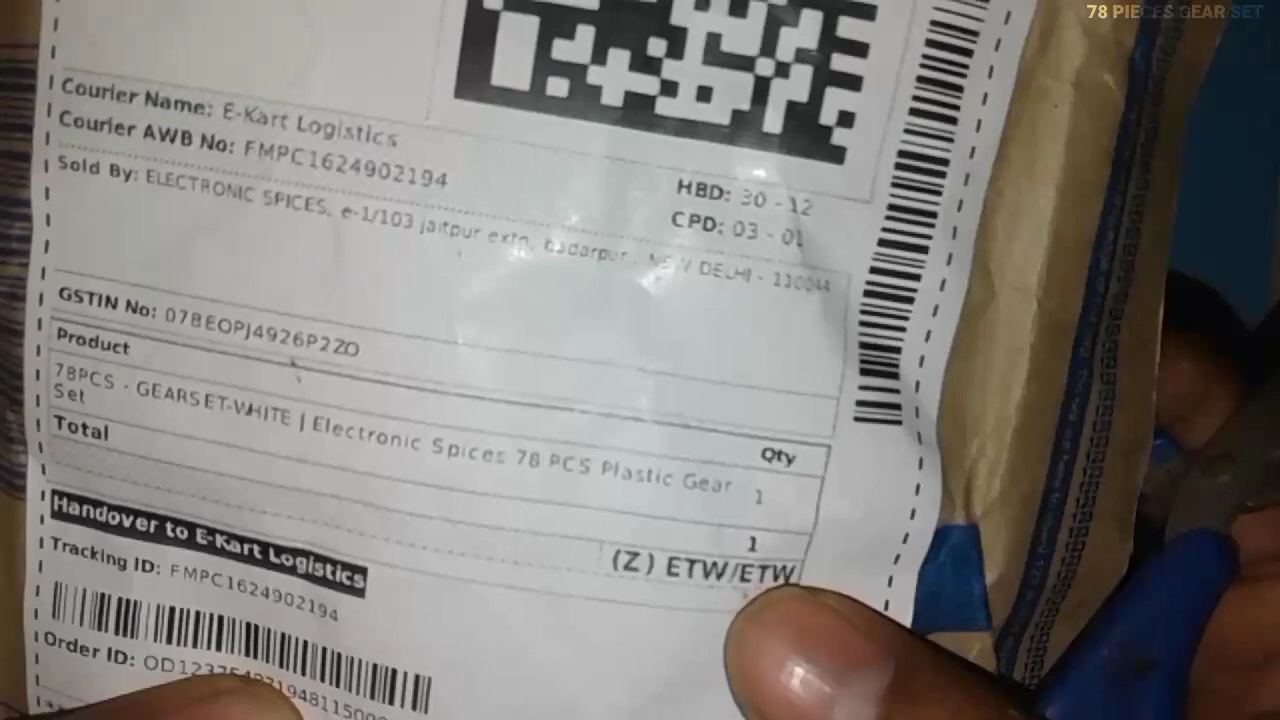 78 PIECES GEAR SET
Courier Name: E-Kart Logistics
Courier AWB No: FMPC1624902194
HBD: 30 - 12
CPD: 03 - 01
Sold By: ELECTRONIC SPICES, e-1/103 jaitpur extn, badarpur, NEW DELHI - 110044
GSTIN No: 07BEOPJ4926P2ZO
Product
Qty
78PCS - GEARSET-WHITE | Electronic Spices 78 PCS Plastic Gear
Set
1
Total
1
Handover to E-Kart Logistics
(Z) ETW/ETW
Tracking ID: FMPC1624902194
Order ID: